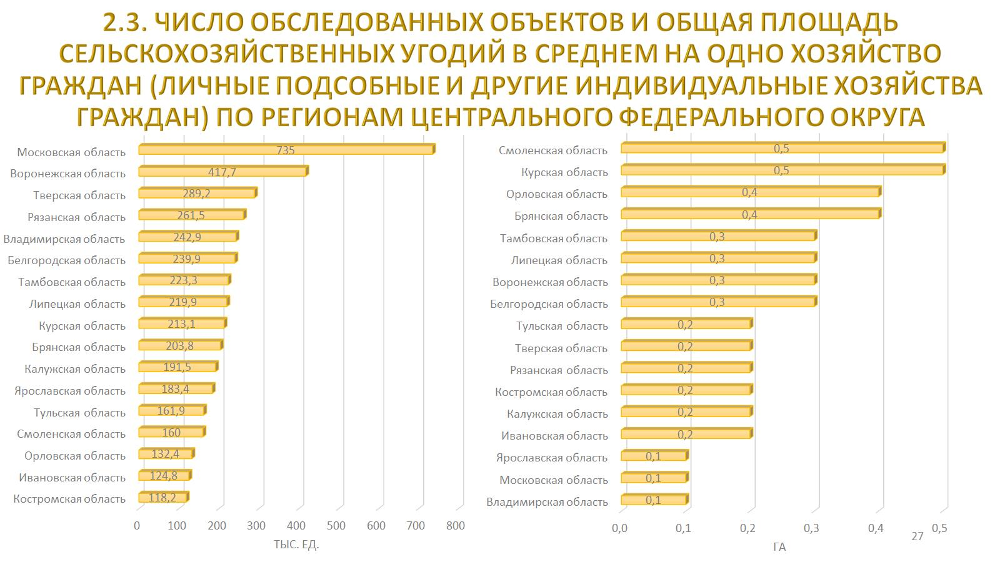 2.3. ЧИСЛО ОБСЛЕДОВАННЫХ ОБЪЕКТОВ И ОБЩАЯ ПЛОЩАДЬ
СЕЛЬСКОХОЗЯЙСТВЕННЫХ УГОДИЙ В СРЕДНЕМ НА ОДНО ХОЗЯЙСТВО
ГРАЖДАН (ЛИЧНЫЕ ПОДСОБНЫЕ И ДРУГИЕ ИНДИВИДУАЛЬНЫЕ ХОЗЯЙСТВА
ГРАЖДАН) ПО РЕГИОНАМ ЦЕНТРАЛЬНОГО ФЕДЕРАЛЬНОГО ОКРУГА
Московская область 735
Воронежская область 417,7
Тверская область 289,2
Рязанская область 261,5
Владимирская область 242,9
Белгородская область 239,9
Тамбовская область 223,3
Липецкая область 219,9
Курская область 213,1
Брянская область 203,8
Калужская область 191,5
Ярославская область 183,4
Тульская область 161,9
Смоленская область 160
Орловская область 132,4
Ивановская область 124,8
Костромская область 118,2
0 100 200 300 400 500 600 700 800
ТЫС. ЕД.
Смоленская область 0,5
Курская область 0,5
Орловская область 0,4
Брянская область 0,4
Тамбовская область 0,3
Липецкая область 0,3
Воронежская область 0,3
Белгородская область 0,3
Тульская область 0,2
Тверская область 0,2
Рязанская область 0,2
Костромская область 0,2
Калужская область 0,2
Ивановская область 0,2
Ярославская область 0,1
Московская область 0,1
Владимирская область 0,1
0,0 0,1 0,2 0,3 0,4 0,5
ГА
27